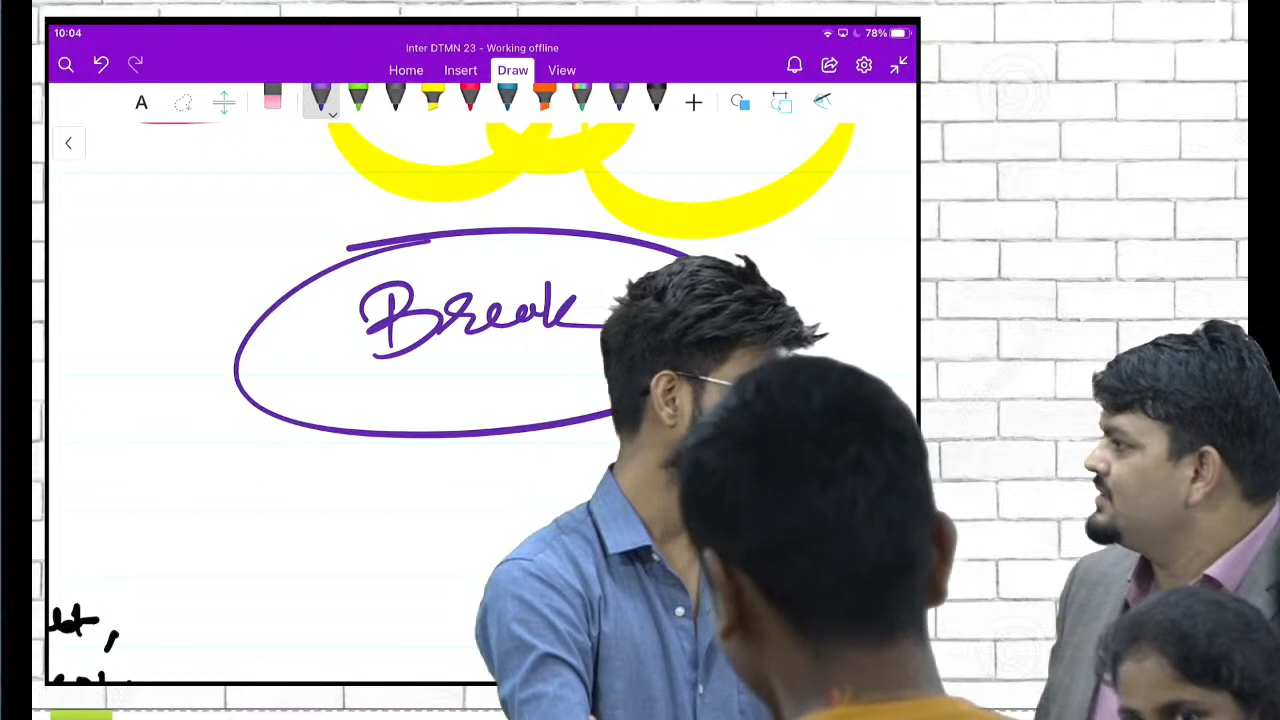 10:04
78%
Inter DTMN 23 - Working offline
Home Insert Draw View
A
Break